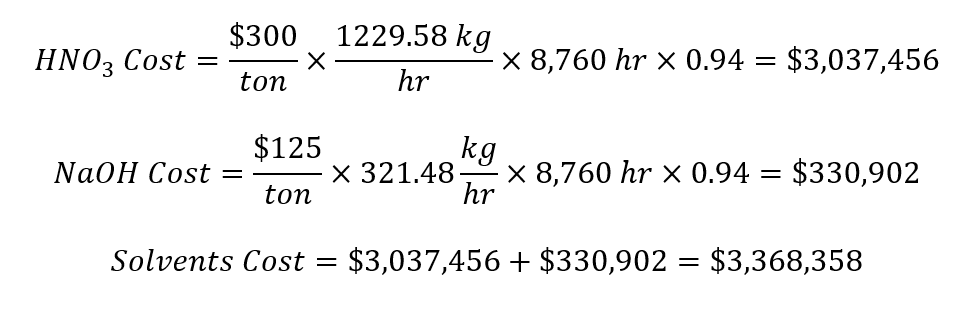 HNO₃ Cost = $300/ton × 1229.58 kg/hr × 8,760 hr × 0.94 = $3,037,456
NaOH Cost = $125/ton × 321.48 kg/hr × 8,760 hr × 0.94 = $330,902
Solvents Cost = $3,037,456 + $330,902 = $3,368,358